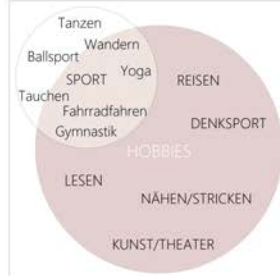 Tanzen
Wandern
Ballsport
Yoga
SPORT
REISEN
Tauchen
Fahrradfahren
DENKSPORT
Gymnastik
HOBBIES
LESEN
NÄHEN/STRICKEN
KUNST/THEATER